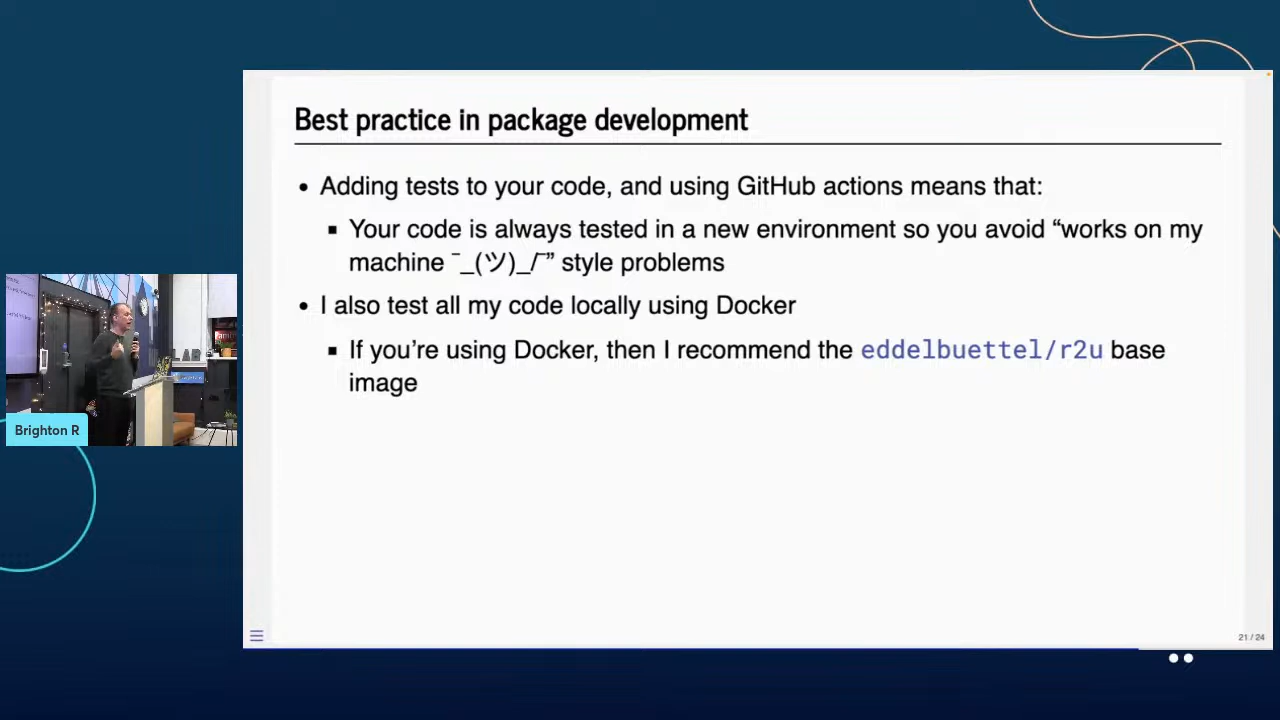 Best practice in package development
• Adding tests to your code, and using GitHub actions means that:
▪ Your code is always tested in a new environment so you avoid “works on my
machine ¯_(ツ)_/¯” style problems
• I also test all my code locally using Docker
▪ If you’re using Docker, then I recommend the eddelbuettel/r2u base
image
Brighton R
21 / 24